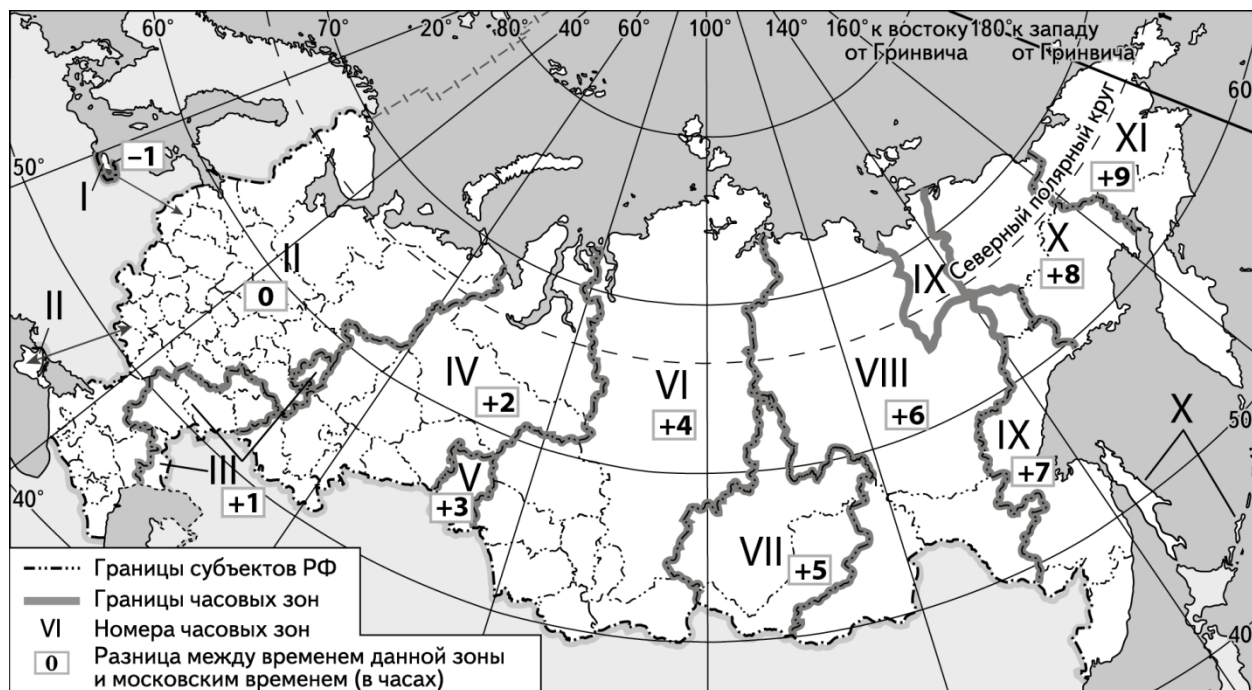 60° 70° 20° 40° 60° 80° 100° 120° 140° 160° к востоку от Гринвича 180° к западу от Гринвича
60°
50°
–1
I
Северный полярный круг
XI
+9
II
0
X
+8
IX
II
IV
+2
VI
+4
VIII
+6
X
50°
IX
+7
V
+3
III
+1
40°
VII
+5
40°
Границы субъектов РФ
Границы часовых зон
VI Номера часовых зон
0 Разница между временем данной зоны
и московским временем (в часах)